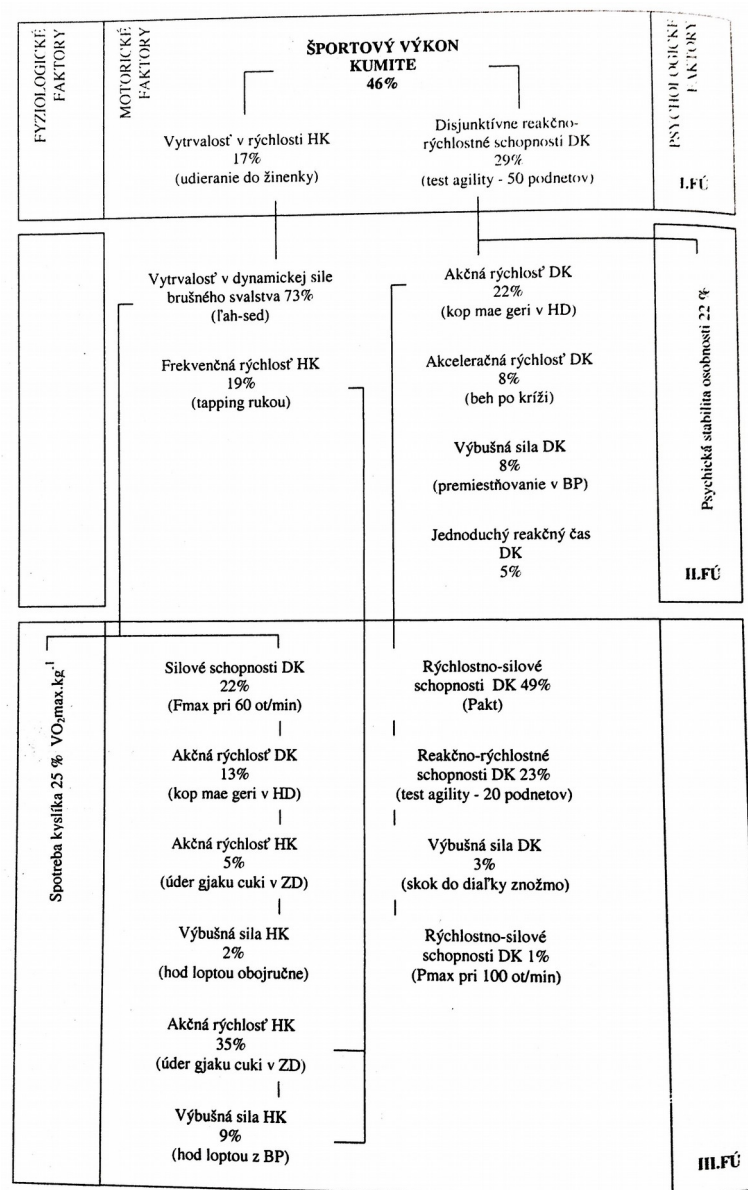 FYZIOLOGICKÉ
FAKTORY
MOTORICKÉ
FAKTORY
ŠPORTOVÝ VÝKON
KUMITE
46%
PSYCHOLOGICKÉ
FAKTORY
Vytrvalosť v rýchlosti HK
17%
(udieranie do žinenky)
Disjunktívne reakčno-
rýchlostné schopnosti DK
29%
(test agility - 50 podnetov)
I.FÚ
Vytrvalosť v dynamickej sile
brušného svalstva 73%
(ľah-sed)
Frekvenčná rýchlosť HK
19%
(tapping rukou)
Akčná rýchlosť DK
22%
(kop mae geri v HD)
Akceleračná rýchlosť DK
8%
(beh po kríži)
Výbušná sila DK
8%
(premiestňovanie v BP)
Jednoduchý reakčný čas
DK
5%
Psychická stabilita osobnosti 22 %
II.FÚ
Spotreba kyslíka 25 % VO₂max.kg⁻¹
Silové schopnosti DK
22%
(Fmax pri 60 ot/min)
Akčná rýchlosť DK
13%
(kop mae geri v HD)
Akčná rýchlosť HK
5%
(úder gjaku cuki v ZD)
Výbušná sila HK
2%
(hod loptou obojručne)
Akčná rýchlosť HK
35%
(úder gjaku cuki v ZD)
Výbušná sila HK
9%
(hod loptou z BP)
Rýchlostno-silové
schopnosti DK 49%
(Pakt)
Reakčno-rýchlostné
schopnosti DK 23%
(test agility - 20 podnetov)
Výbušná sila DK
3%
(skok do diaľky znožmo)
Rýchlostno-silové
schopnosti DK 1%
(Pmax pri 100 ot/min)
III.FÚ